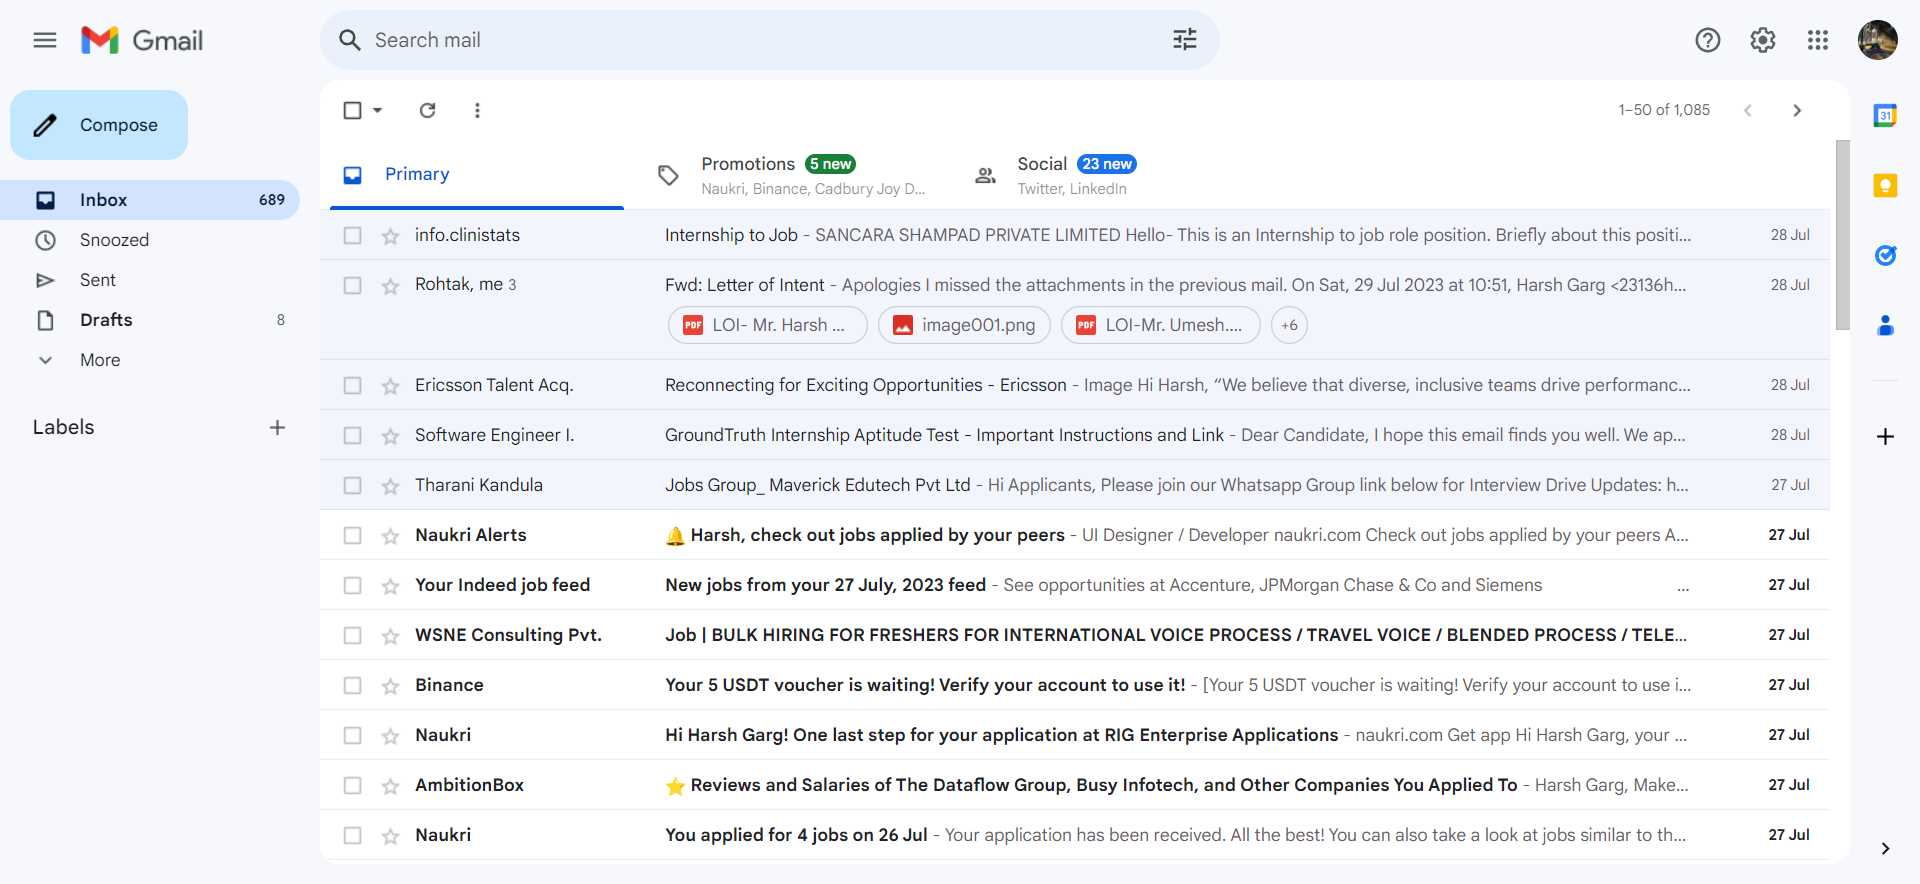 Gmail
Search mail
Compose
Inbox 689
Snoozed
Sent
Drafts 8
More
Labels
1–50 of 1,085
Primary
Promotions 5 new
Naukri, Binance, Cadbury Joy D...
Social 23 new
Twitter, LinkedIn
info.clinistats Internship to Job - SANCARA SHAMPAD PRIVATE LIMITED Hello- This is an Internship to job role position. Briefly about this positi... 28 Jul
Rohtak, me 3 Fwd: Letter of Intent - Apologies I missed the attachments in the previous mail. On Sat, 29 Jul 2023 at 10:51, Harsh Garg <23136h... 28 Jul
PDF LOI- Mr. Harsh ... image001.png PDF LOI-Mr. Umesh.... +6
Ericsson Talent Acq. Reconnecting for Exciting Opportunities - Ericsson - Image Hi Harsh, “We believe that diverse, inclusive teams drive performanc... 28 Jul
Software Engineer I. GroundTruth Internship Aptitude Test - Important Instructions and Link - Dear Candidate, I hope this email finds you well. We ap... 28 Jul
Tharani Kandula Jobs Group_ Maverick Edutech Pvt Ltd - Hi Applicants, Please join our Whatsapp Group link below for Interview Drive Updates: h... 27 Jul
Naukri Alerts 🔔 Harsh, check out jobs applied by your peers - UI Designer / Developer naukri.com Check out jobs applied by your peers A... 27 Jul
Your Indeed job feed New jobs from your 27 July, 2023 feed - See opportunities at Accenture, JPMorgan Chase & Co and Siemens ... 27 Jul
WSNE Consulting Pvt. Job | BULK HIRING FOR FRESHERS FOR INTERNATIONAL VOICE PROCESS / TRAVEL VOICE / BLENDED PROCESS / TELE... 27 Jul
Binance Your 5 USDT voucher is waiting! Verify your account to use it! - [Your 5 USDT voucher is waiting! Verify your account to use i... 27 Jul
Naukri Hi Harsh Garg! One last step for your application at RIG Enterprise Applications - naukri.com Get app Hi Harsh Garg, your ... 27 Jul
AmbitionBox ⭐ Reviews and Salaries of The Dataflow Group, Busy Infotech, and Other Companies You Applied To - Harsh Garg, Make... 27 Jul
Naukri You applied for 4 jobs on 26 Jul - Your application has been received. All the best! You can also take a look at jobs similar to th... 27 Jul
31